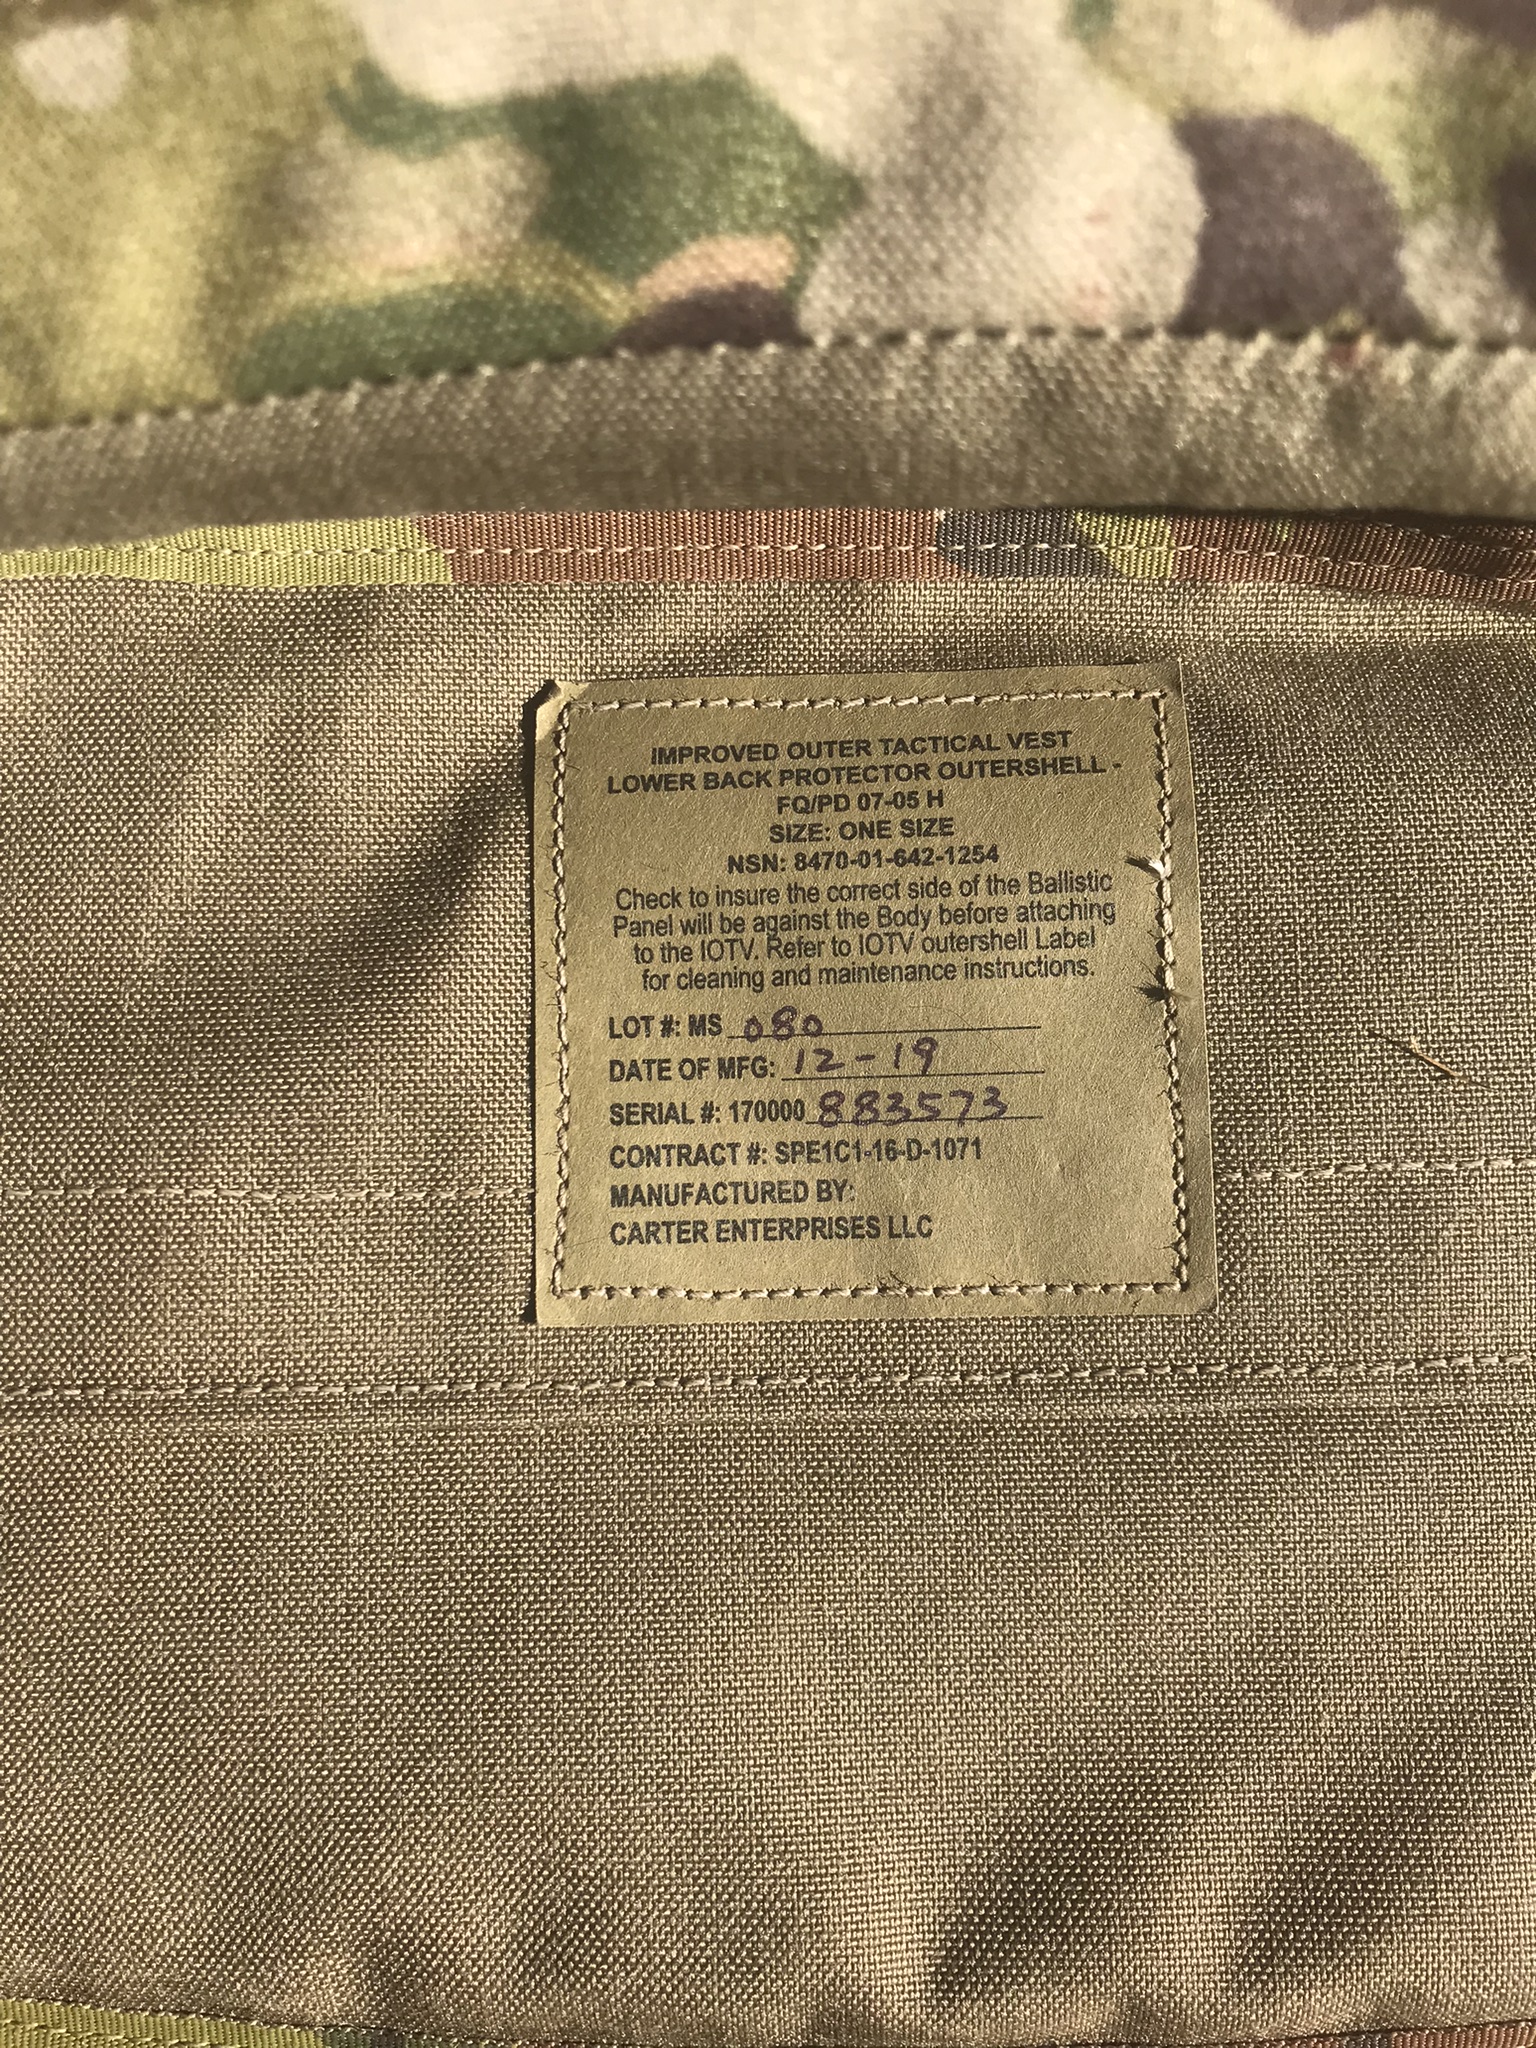 IMPROVED OUTER TACTICAL VEST
LOWER BACK PROTECTOR OUTERSHELL -
FQ/PD 07-05 H
SIZE: ONE SIZE
NSN: 8470-01-642-1254
Check to insure the correct side of the Ballistic
Panel will be against the Body before attaching
to the IOTV. Refer to IOTV outershell Label
for cleaning and maintenance instructions.
LOT #: MS 080
DATE OF MFG: 12-19
SERIAL #: 170000 883573
CONTRACT #: SPE1C1-16-D-1071
MANUFACTURED BY:
CARTER ENTERPRISES LLC